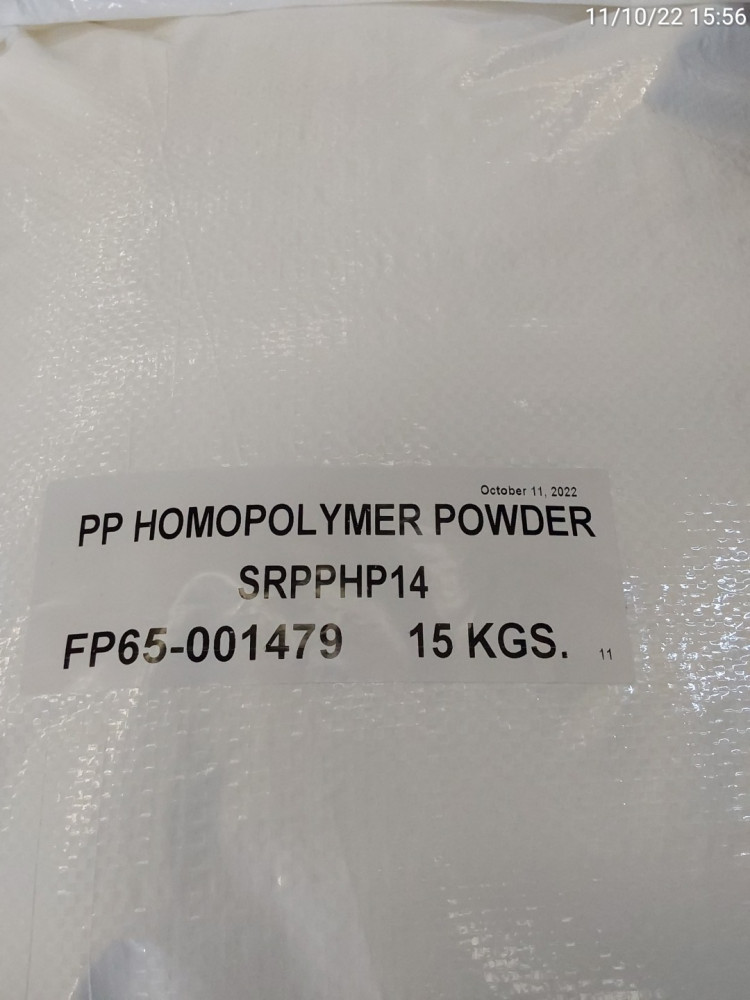 11/10/22 15:56
October 11, 2022
PP HOMOPOLYMER POWDER
SRPPHP14
FP65-001479 15 KGS. 11